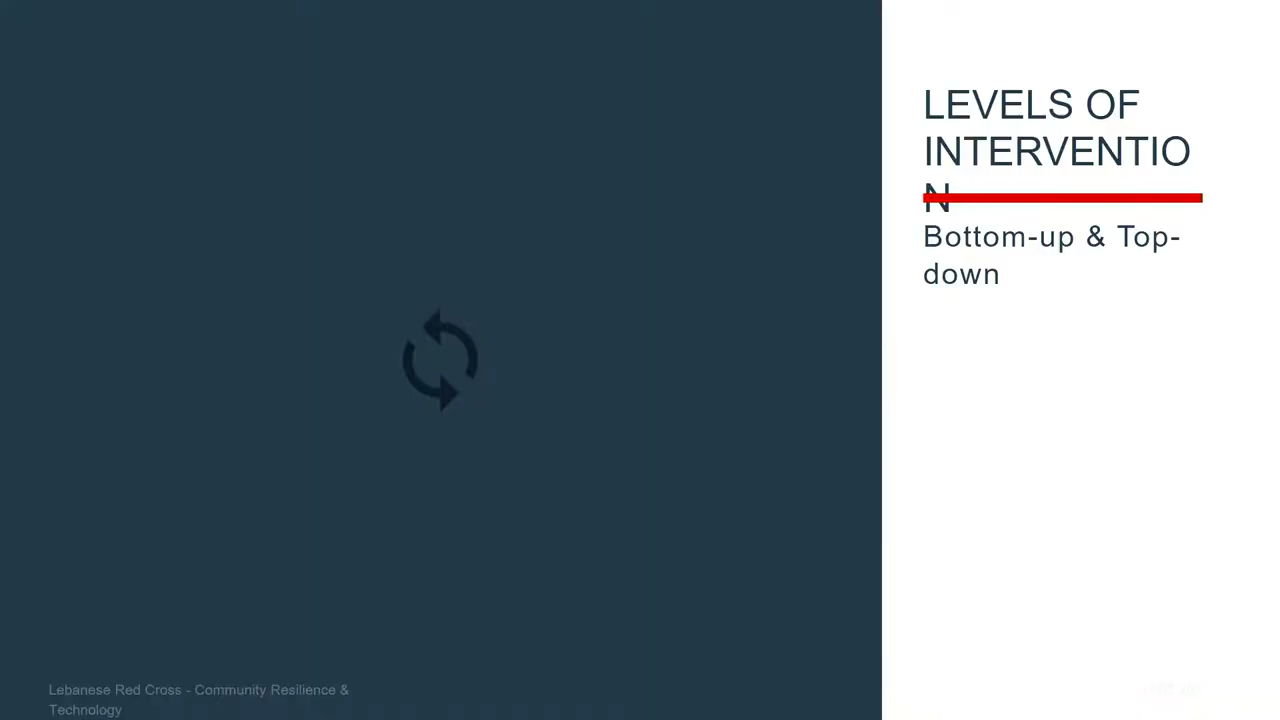 LEVELS OF
INTERVENTIO
N
Bottom-up & Top-
down
Lebanese Red Cross - Community Resilience &
Technology